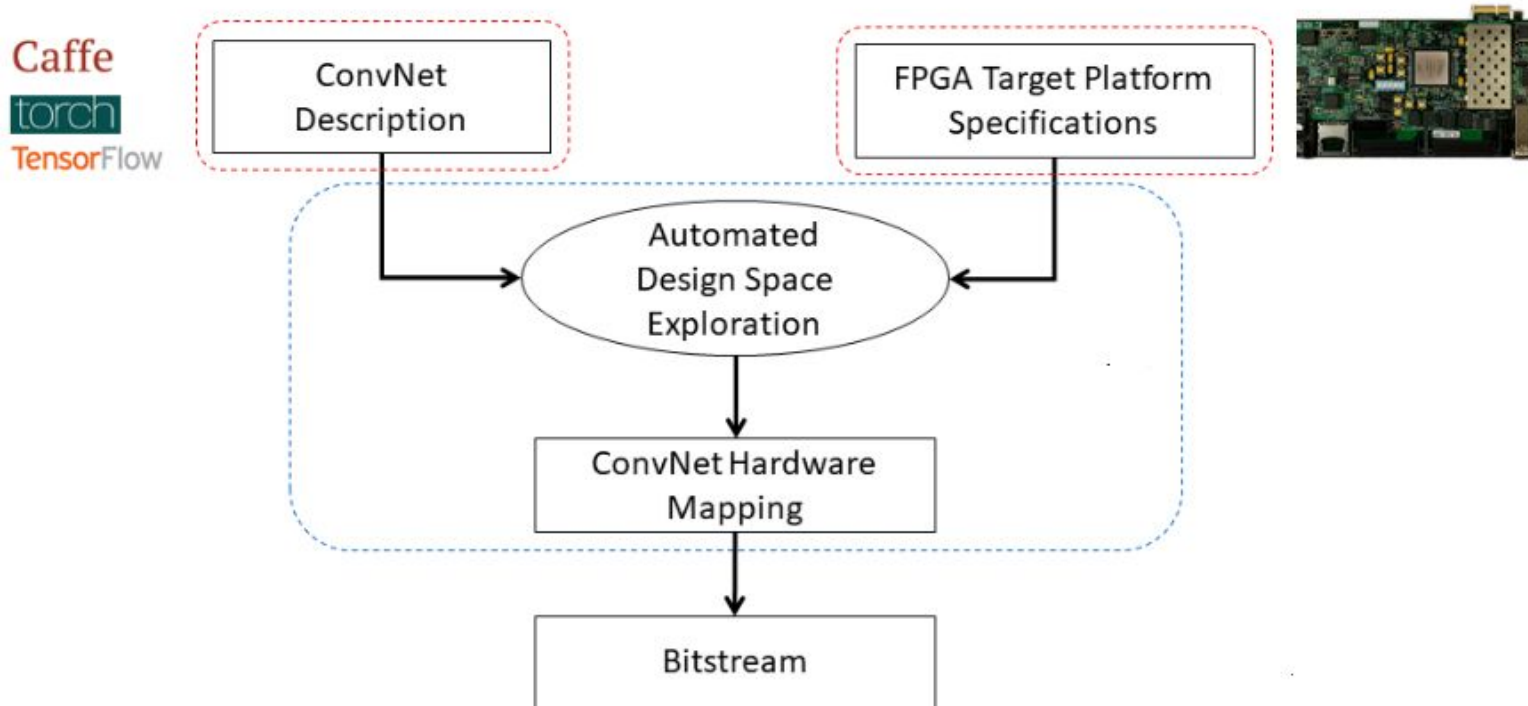 Caffe
torch
TensorFlow
ConvNet
Description
FPGA Target Platform
Specifications
Automated
Design Space
Exploration
ConvNet Hardware
Mapping
Bitstream